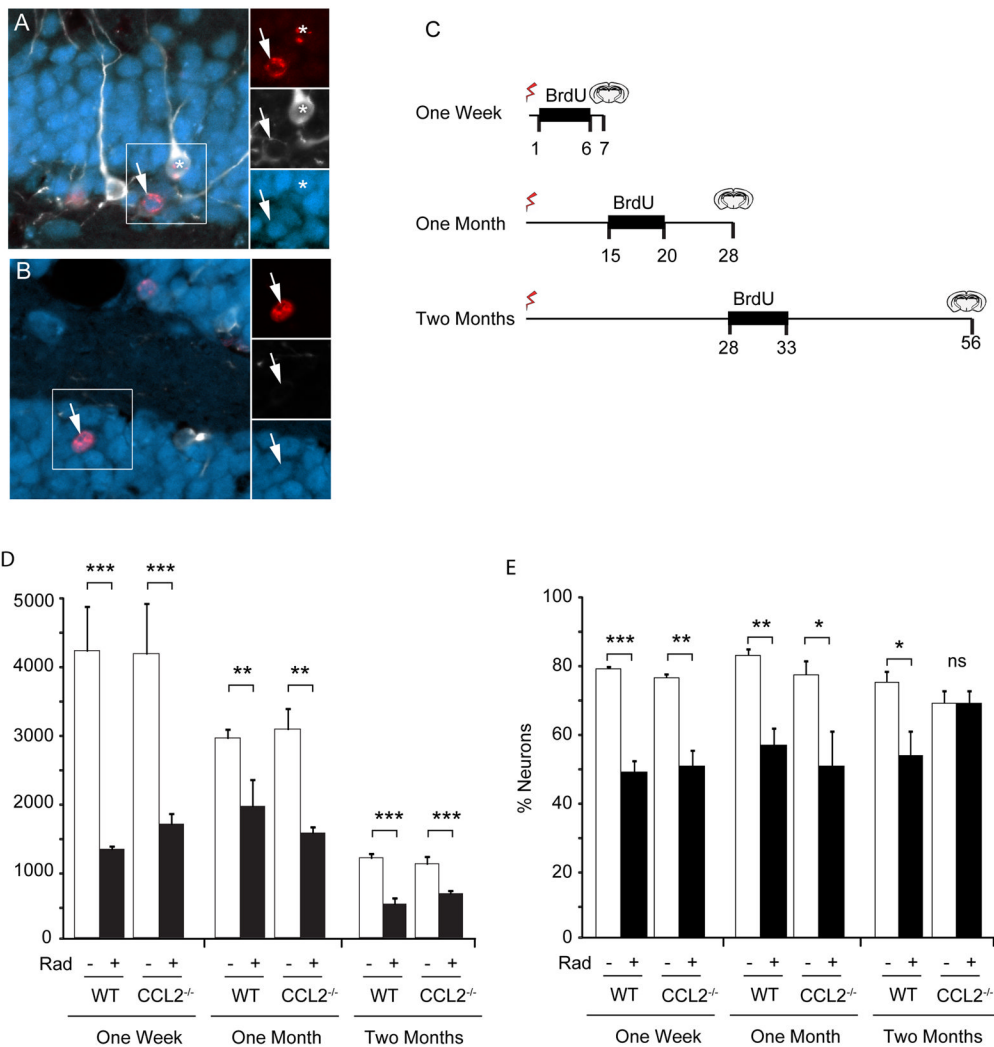 A
*
*
*
*
B
C
One Week
BrdU
1 6 7
One Month
BrdU
15 20 28
Two Months
BrdU
28 33 56
D
*** *** ** ** *** ***
5000
4000
3000
2000
1000
0
Rad - + - + - + - + - + - +
WT CCL2-/- WT CCL2-/- WT CCL2-/-
One Week One Month Two Months
E
% Neurons
*** ** ** * * ns
100
80
60
40
20
0
Rad - + - + - + - + - + - +
WT CCL2-/- WT CCL2-/- WT CCL2-/-
One Week One Month Two Months